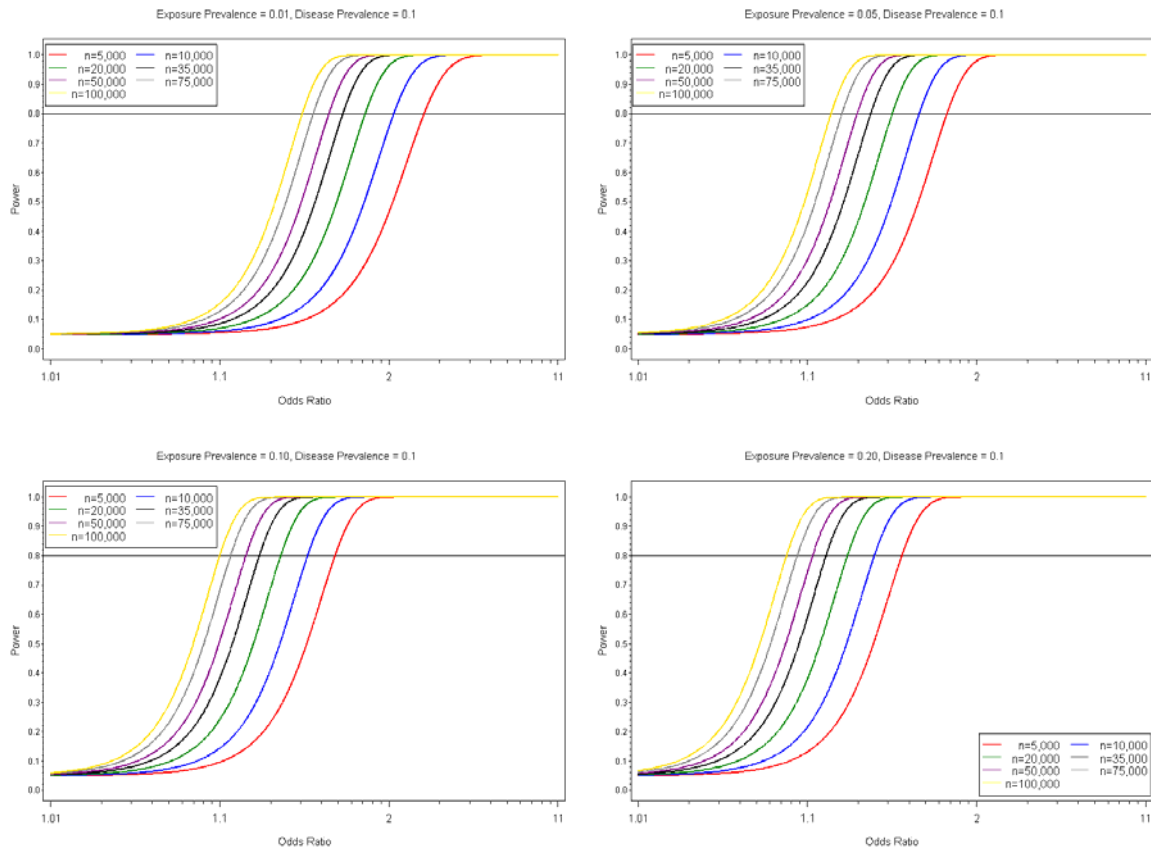 Exposure Prevalence = 0.01, Disease Prevalence = 0.1
1.0
0.9
0.8
0.7
0.6
0.5
0.4
0.3
0.2
0.1
0.0
Power
n=5,000 n=10,000
n=20,000 n=35,000
n=50,000 n=75,000
n=100,000
1.01 1.1 2 11
Odds Ratio
Exposure Prevalence = 0.05, Disease Prevalence = 0.1
1.0
0.9
0.8
0.7
0.6
0.5
0.4
0.3
0.2
0.1
0.0
Power
n=5,000 n=10,000
n=20,000 n=35,000
n=50,000 n=75,000
n=100,000
1.01 1.1 2 11
Odds Ratio
Exposure Prevalence = 0.10, Disease Prevalence = 0.1
1.0
0.9
0.8
0.7
0.6
0.5
0.4
0.3
0.2
0.1
0.0
Power
n=5,000 n=10,000
n=20,000 n=35,000
n=50,000 n=75,000
n=100,000
1.01 1.1 2 11
Odds Ratio
Exposure Prevalence = 0.20, Disease Prevalence = 0.1
1.0
0.9
0.8
0.7
0.6
0.5
0.4
0.3
0.2
0.1
0.0
Power
n=5,000 n=10,000
n=20,000 n=35,000
n=50,000 n=75,000
n=100,000
1.01 1.1 2 11
Odds Ratio